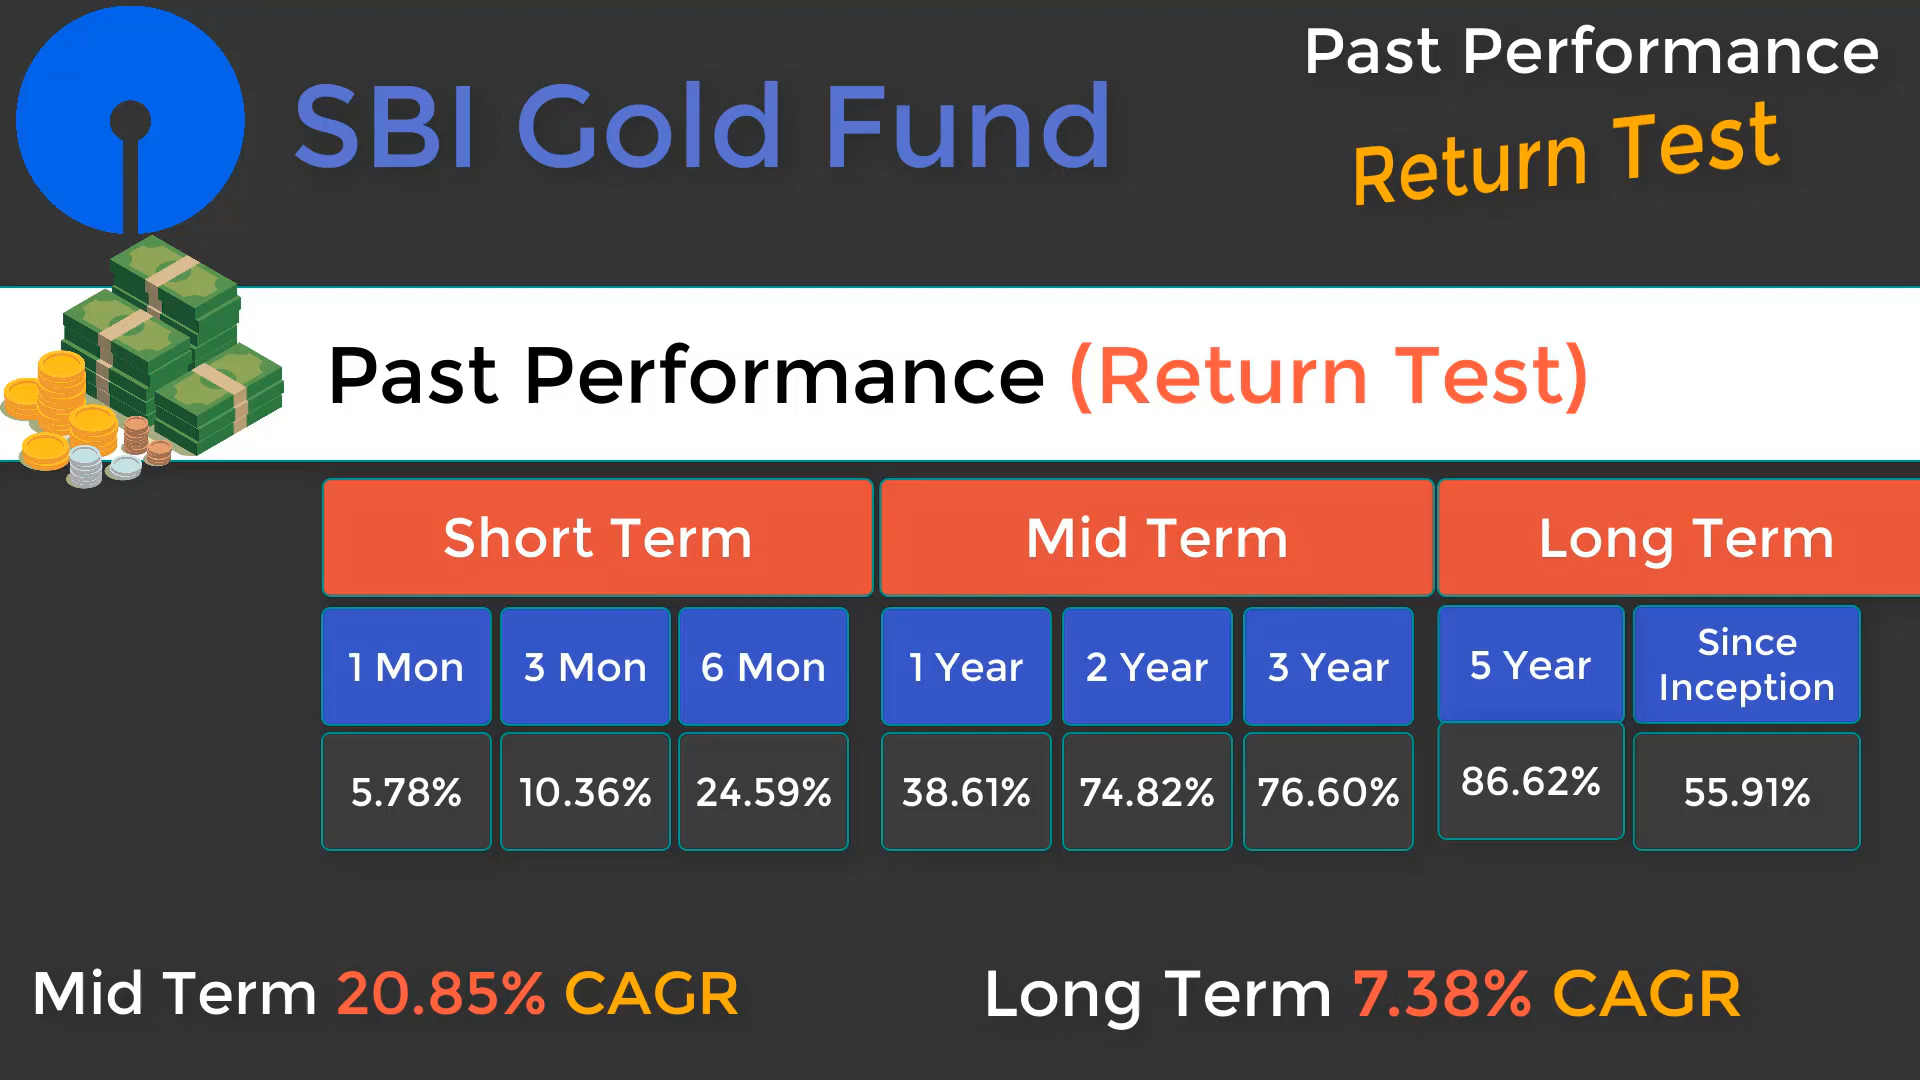 SBI Gold Fund
Past Performance
Return Test
Past Performance (Return Test)
Short Term Mid Term Long Term
1 Mon 3 Mon 6 Mon 1 Year 2 Year 3 Year 5 Year Since Inception
5.78% 10.36% 24.59% 38.61% 74.82% 76.60% 86.62% 55.91%
Mid Term 20.85% CAGR
Long Term 7.38% CAGR